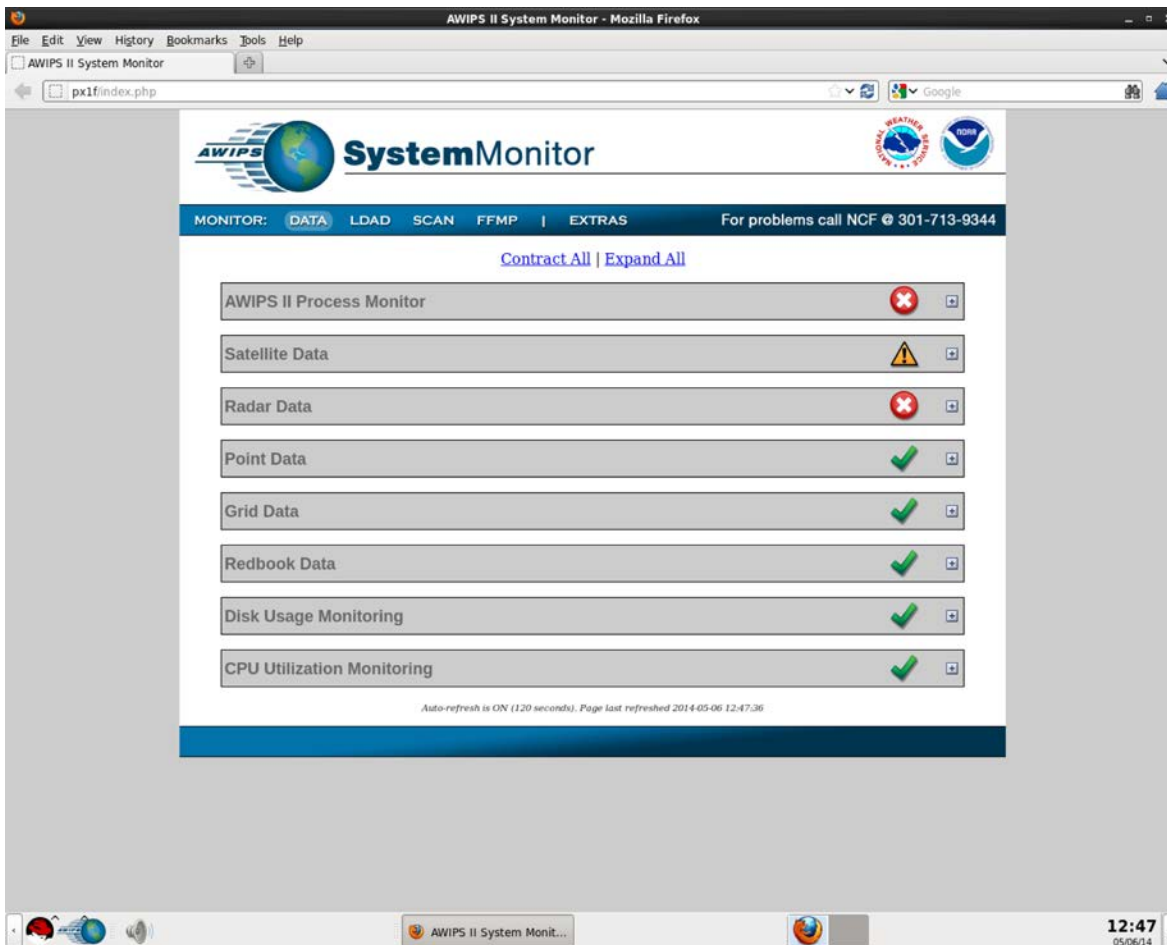 AWIPS II System Monitor - Mozilla Firefox
File Edit View History Bookmarks Tools Help
AWIPS II System Monitor
px1f/index.php
Google
AWIPS
SystemMonitor
NATIONAL WEATHER SERVICE
NOAA
MONITOR: DATA LDAD SCAN FFMP | EXTRAS For problems call NCF @ 301-713-9344
Contract All | Expand All
AWIPS II Process Monitor
Satellite Data
Radar Data
Point Data
Grid Data
Redbook Data
Disk Usage Monitoring
CPU Utilization Monitoring
Auto-refresh is ON (120 seconds). Page last refreshed 2014-05-06 12:47:36
AWIPS II System Monit...
12:47
05/06/14